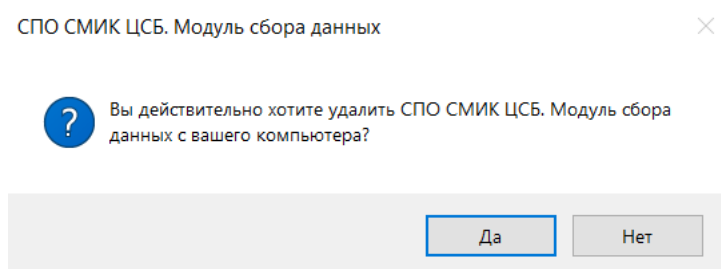 СПО СМИК ЦСБ. Модуль сбора данных
Вы действительно хотите удалить СПО СМИК ЦСБ. Модуль сбора
данных с вашего компьютера?
Да
Нет